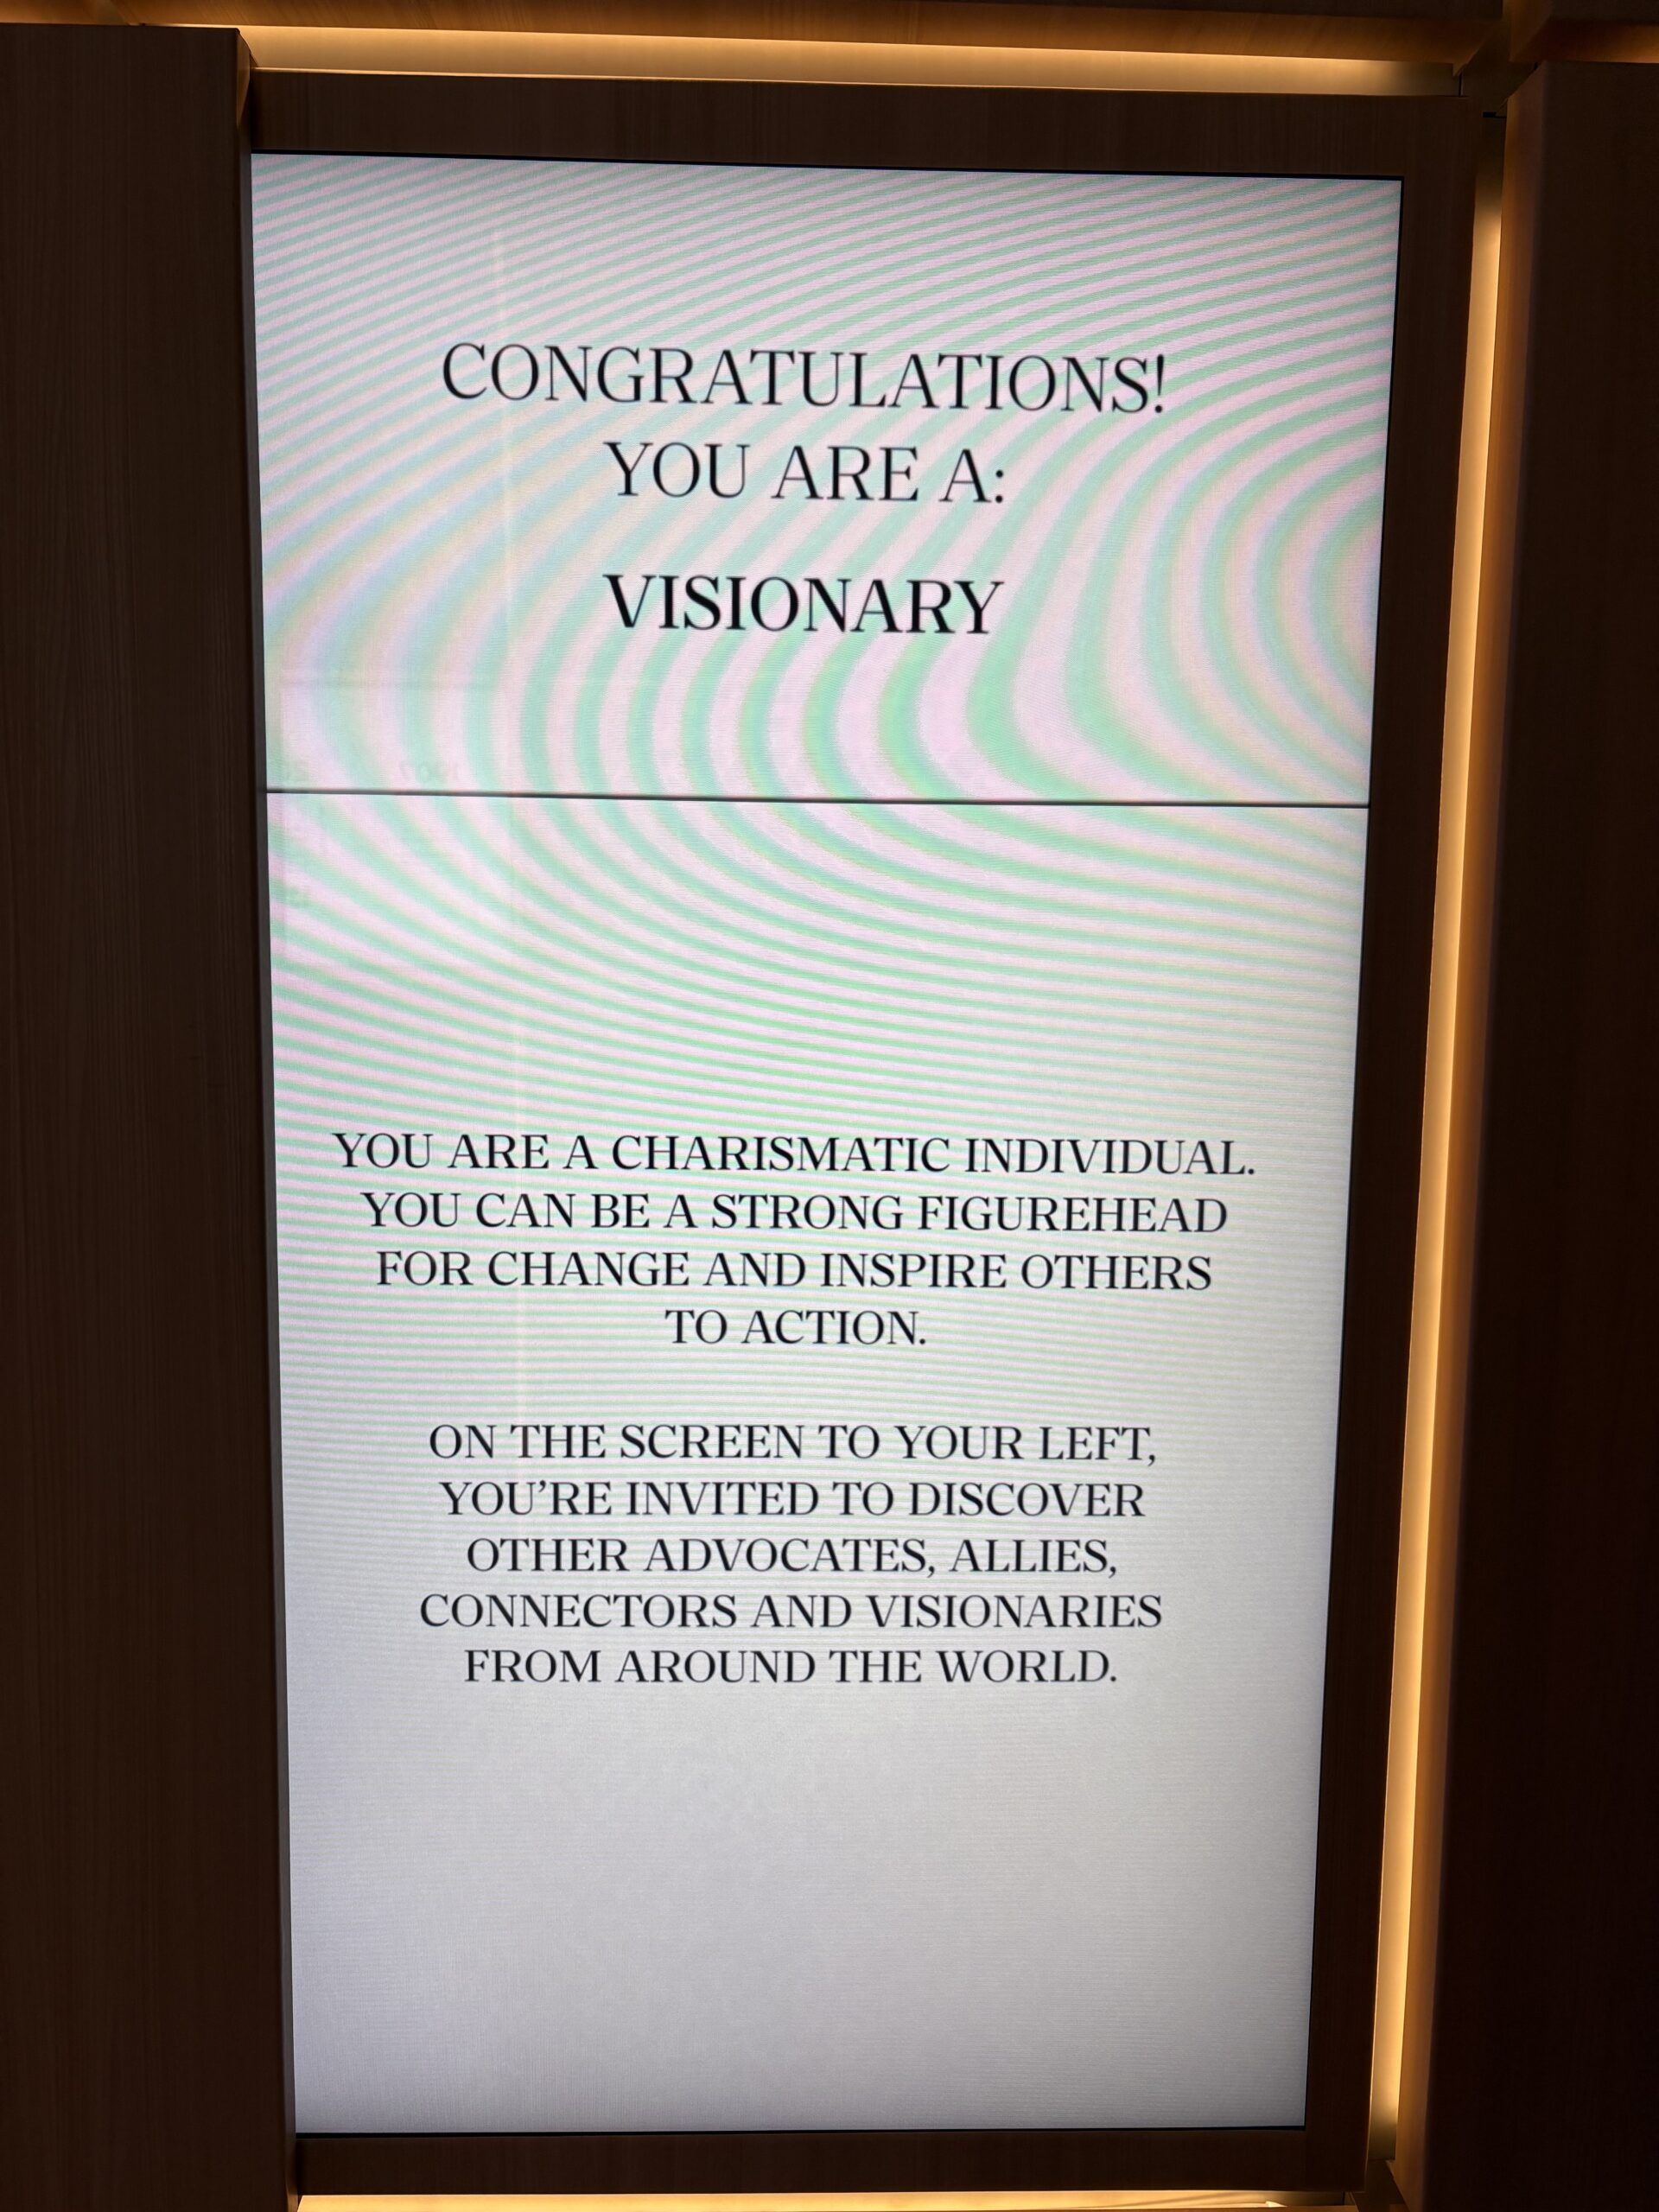 CONGRATULATIONS!
YOU ARE A:
VISIONARY
YOU ARE A CHARISMATIC INDIVIDUAL.
YOU CAN BE A STRONG FIGUREHEAD
FOR CHANGE AND INSPIRE OTHERS
TO ACTION.
ON THE SCREEN TO YOUR LEFT,
YOU'RE INVITED TO DISCOVER
OTHER ADVOCATES, ALLIES,
CONNECTORS AND VISIONARIES
FROM AROUND THE WORLD.